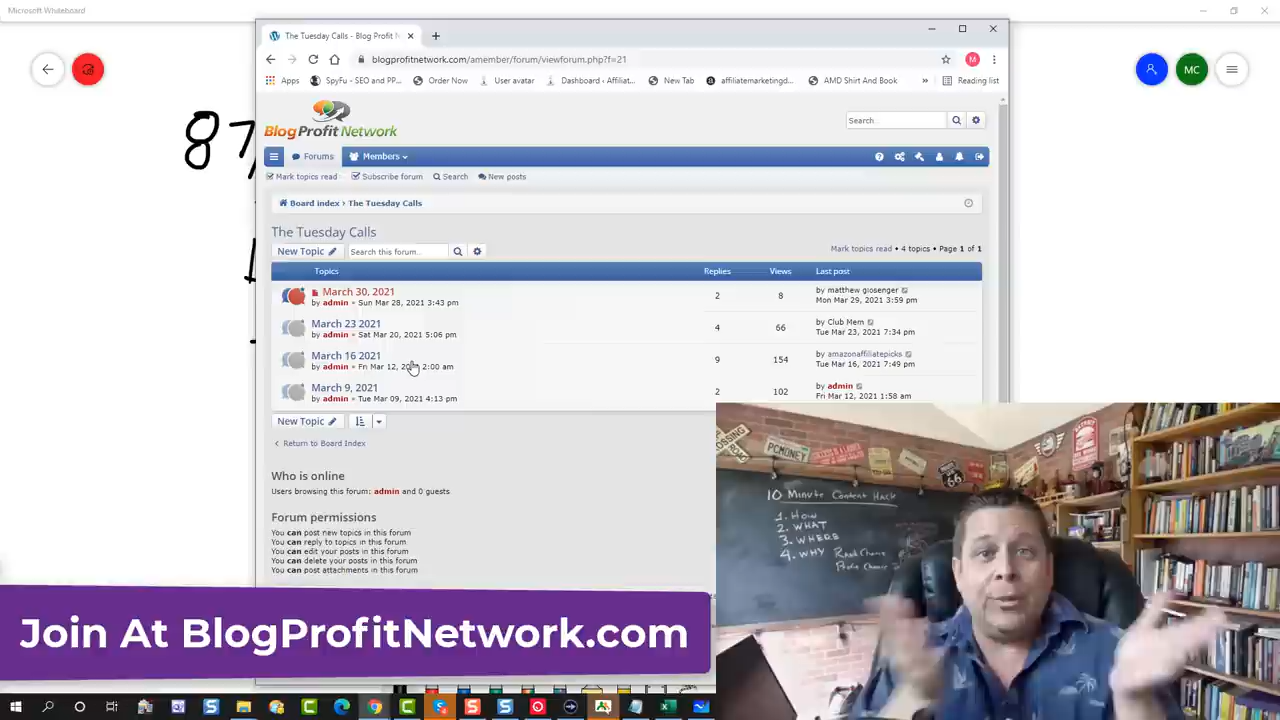 Microsoft Whiteboard
87
The Tuesday Calls - Blog Profit N
blogprofitnetwork.com/amember/forum/viewforum.php?f=21
M
MC
Apps
SpyFu - SEO and PP...
Order Now
User avatar
Dashboard ‹ Affiliat...
New Tab
affiliatemarketingd...
AMD Shirt And Book
»
Reading list
BlogProfitNetwork
Search...
Forums
Members
Mark topics read
Subscribe forum
Search
New posts
Board index › The Tuesday Calls
The Tuesday Calls
New Topic
Search this forum...
Mark topics read • 4 topics • Page 1 of 1
Topics Replies Views Last post
March 30, 2021
by admin » Sun Mar 28, 2021 3:43 pm
2
8
by matthew glosenger
Mon Mar 29, 2021 3:59 pm
March 23 2021
by admin » Sat Mar 20, 2021 5:06 pm
4
66
by Club Mem
Tue Mar 23, 2021 7:34 pm
March 16 2021
by admin » Fri Mar 12, 2:00 am
9
154
by amazonaffiliatepicks
Tue Mar 16, 2021 7:49 pm
March 9, 2021
by admin » Tue Mar 09, 2021 4:13 pm
2
102
by admin
Fri Mar 12, 2021 1:58 am
New Topic
‹ Return to Board Index
Who is online
Users browsing this forum: admin and 0 guests
Forum permissions
You can post new topics in this forum
You can reply to topics in this forum
You can edit your posts in this forum
You can delete your posts in this forum
You can post attachments in this forum
CROSSING
PCMONEY
66
10 Minute Content Hack
1. How
2. WHAT
3. WHERE
4. WHY
Join At BlogProfitNetwork.com